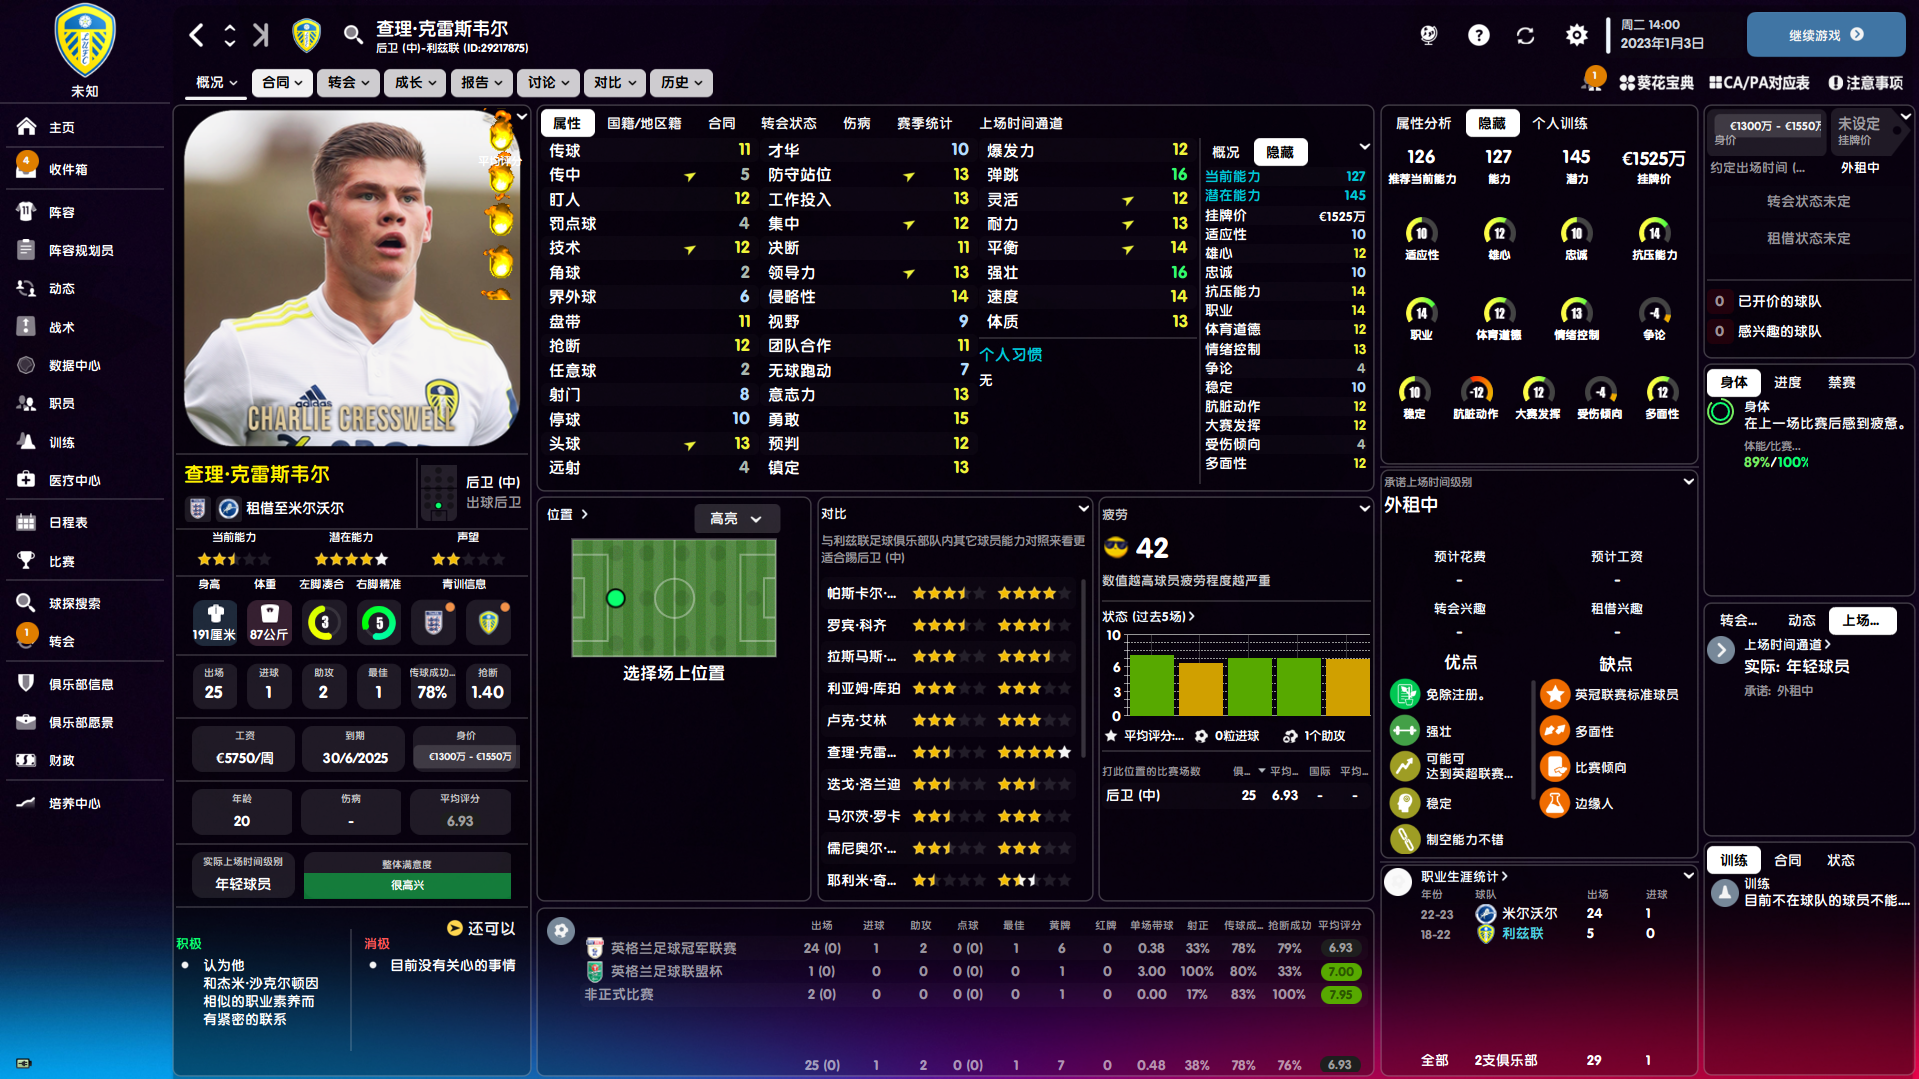 查理·克雷斯韦尔
后卫 (中)-利兹联 (ID:29217875)
周二 14:00
2023年1月3日
继续游戏
未知
概况 合同 转会 成长 报告 讨论 对比 历史
1
葵花宝典 CA/PA对应表 注意事项
主页
4
收件箱
阵容
阵容规划员
动态
战术
数据中心
职员
训练
医疗中心
日程表
比赛
球探搜索
1
转会
俱乐部信息
俱乐部愿景
财政
培养中心
平均评分
CHARLIE CRESSWELL
adidas
查理·克雷斯韦尔
租借至米尔沃尔
后卫 (中)
出球后卫
当前能力 潜在能力 声望
身高 体重 左脚凑合 右脚精准 青训信息
191厘米 87公斤 3 5
出场 进球 助攻 最佳 传球成功... 抢断
25 1 2 1 78% 1.40
工资 到期 身价
€5750/周 30/6/2025 €1300万 - €1550万
年龄 伤病 平均评分
20 - 6.93
实际上场时间级别 整体满意度
年轻球员 很高兴
还可以
积极 消极
认为他
和杰米·沙克尔顿因
相似的职业素养而
有紧密的联系
目前没有关心的事情
属性 国籍/地区籍 合同 转会状态 伤病 赛季统计 上场时间通道
传球 11 才华 10 爆发力 12
传中 5 防守站位 13 弹跳 16
盯人 12 工作投入 13 灵活 12
罚点球 4 集中 12 耐力 13
技术 12 决断 11 平衡 14
角球 2 领导力 13 强壮 16
界外球 6 侵略性 14 速度 14
盘带 11 视野 9 体质 13
抢断 12 团队合作 11
任意球 2 无球跑动 7
射门 8 意志力 13
停球 10 勇敢 15
头球 13 预判 12
远射 4 镇定 13
个人习惯
无
概况 隐藏
当前能力 127
潜在能力 145
挂牌价 €1525万
适应性 10
雄心 12
忠诚 10
抗压能力 14
职业 14
体育道德 12
情绪控制 13
争论 4
稳定 10
肮脏动作 12
大赛发挥 12
受伤倾向 4
多面性 12
位置
高亮
选择场上位置
对比
与利兹联足球俱乐部队内其它球员能力对照来看更
适合踢后卫 (中)
帕斯卡尔·...
罗宾·科齐
拉斯马斯·...
利亚姆·库珀
卢克·艾林
查理·克雷...
迭戈·洛兰迪
马尔茨·罗卡
儒尼奥尔·...
耶利米·奇...
疲劳
42
数值越高球员疲劳程度越严重
状态 (过去5场)
10
6
3
0
平均评分:... 0粒进球 1个助攻
打此位置的比赛场数 俱... 平均... 国际 平均...
后卫 (中) 25 6.93 - -
出场 进球 助攻 点球 最佳 黄牌 红牌 单场带球 射正 传球成... 抢断成功 平均评分
英格兰足球冠军联赛 24 (0) 1 2 0 (0) 1 6 0 0.38 33% 78% 79% 6.93
英格兰足球联盟杯 1 (0) 0 0 0 (0) 0 1 0 3.00 100% 80% 33% 7.00
非正式比赛 2 (0) 0 0 0 (0) 0 1 0 0.00 17% 83% 100% 7.95
25 (0) 1 2 0 (0) 1 7 0 0.48 38% 78% 76% 6.93
属性分析 隐藏 个人训练
126 127 145 €1525万
推荐当前能力 能力 潜力 挂牌价
10 12 10 14
适应性 雄心 忠诚 抗压能力
14 12 13 -4
职业 体育道德 情绪控制 争论
10 -12 12 -4 12
稳定 肮脏动作 大赛发挥 受伤倾向 多面性
承诺上场时间级别
外租中
预计花费 预计工资
- -
转会兴趣 租借兴趣
- -
优点 缺点
免除注册。 英冠联赛标准球员
强壮 多面性
可能可
达到英超联赛...
比赛倾向
稳定 边缘人
制空能力不错
职业生涯统计
年份 球队 出场 进球
22-23 米尔沃尔 24 1
18-22 利兹联 5 0
全部 2支俱乐部 29 1
€1300万 - €1550万
身价
未设定
挂牌价
约定出场时间 (... 外租中
转会状态未定
租借状态未定
0 已开价的球队
0 感兴趣的球队
身体 进度 禁赛
身体
在上一场比赛后感到疲惫。
体能/比赛...
89%/100%
转会... 动态 上场...
上场时间通道
实际: 年轻球员
承诺: 外租中
训练 合同 状态
训练
目前不在球队的球员不能....